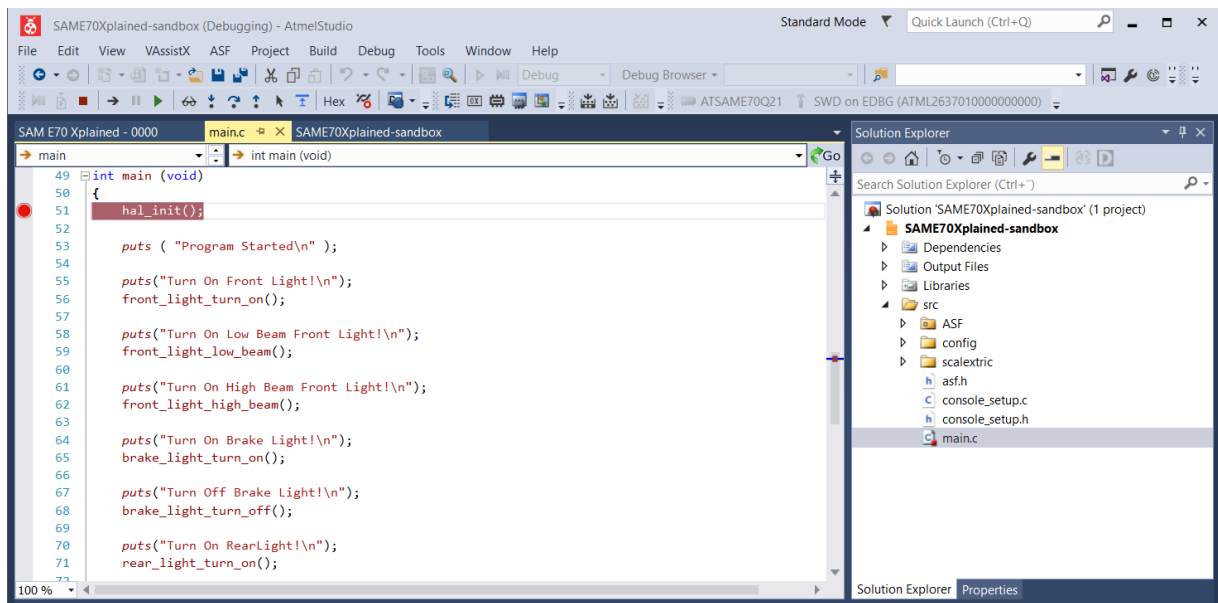 SAME70Xplained-sandbox (Debugging) - AtmelStudio
Standard Mode
Quick Launch (Ctrl+Q)
File Edit View VAssistX ASF Project Build Debug Tools Window Help
Debug Debug Browser
Hex ATSAME70Q21 SWD on EDBG (ATML2637010000000000)
SAM E70 Xplained - 0000 main.c SAME70Xplained-sandbox
main int main (void) Go
49 int main (void)
50 {
51 hal_init();
52
53 puts ( "Program Started\n" );
54
55 puts("Turn On Front Light!\n");
56 front_light_turn_on();
57
58 puts("Turn On Low Beam Front Light!\n");
59 front_light_low_beam();
60
61 puts("Turn On High Beam Front Light!\n");
62 front_light_high_beam();
63
64 puts("Turn On Brake Light!\n");
65 brake_light_turn_on();
66
67 puts("Turn Off Brake Light!\n");
68 brake_light_turn_off();
69
70 puts("Turn On RearLight!\n");
71 rear_light_turn_on();
72
100 %
Solution Explorer
Search Solution Explorer (Ctrl+¨)
Solution 'SAME70Xplained-sandbox' (1 project)
SAME70Xplained-sandbox
Dependencies
Output Files
Libraries
src
ASF
config
scalextric
asf.h
console_setup.c
console_setup.h
main.c
Solution Explorer Properties